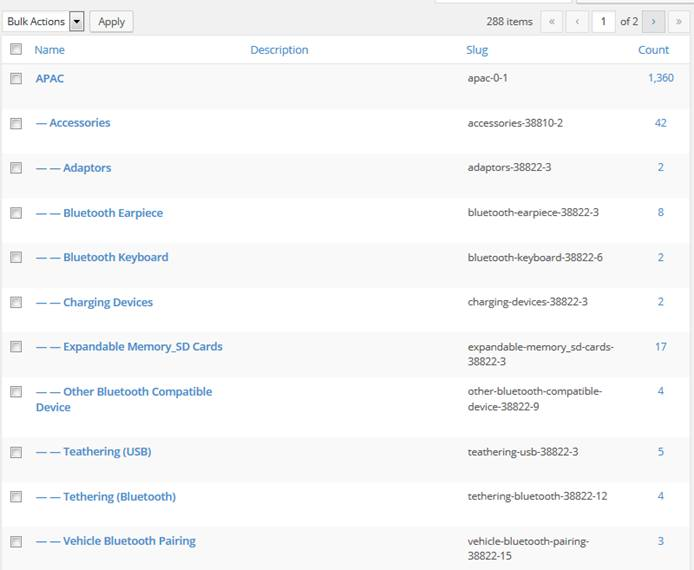 Bulk Actions Apply 288 items « ‹ 1 of 2 › »
Name Description Slug Count
APAC apac-0-1 1,360
— Accessories accessories-38810-2 42
— — Adaptors adaptors-38822-3 2
— — Bluetooth Earpiece bluetooth-earpiece-38822-3 8
— — Bluetooth Keyboard bluetooth-keyboard-38822-6 2
— — Charging Devices charging-devices-38822-3 2
— — Expandable Memory_SD Cards expandable-memory_sd-cards- 17
38822-3
— — Other Bluetooth Compatible other-bluetooth-compatible- 4
Device device-38822-9
— — Teathering (USB) teathering-usb-38822-3 5
— — Tethering (Bluetooth) tethering-bluetooth-38822-12 4
— — Vehicle Bluetooth Pairing vehicle-bluetooth-pairing- 3
38822-15